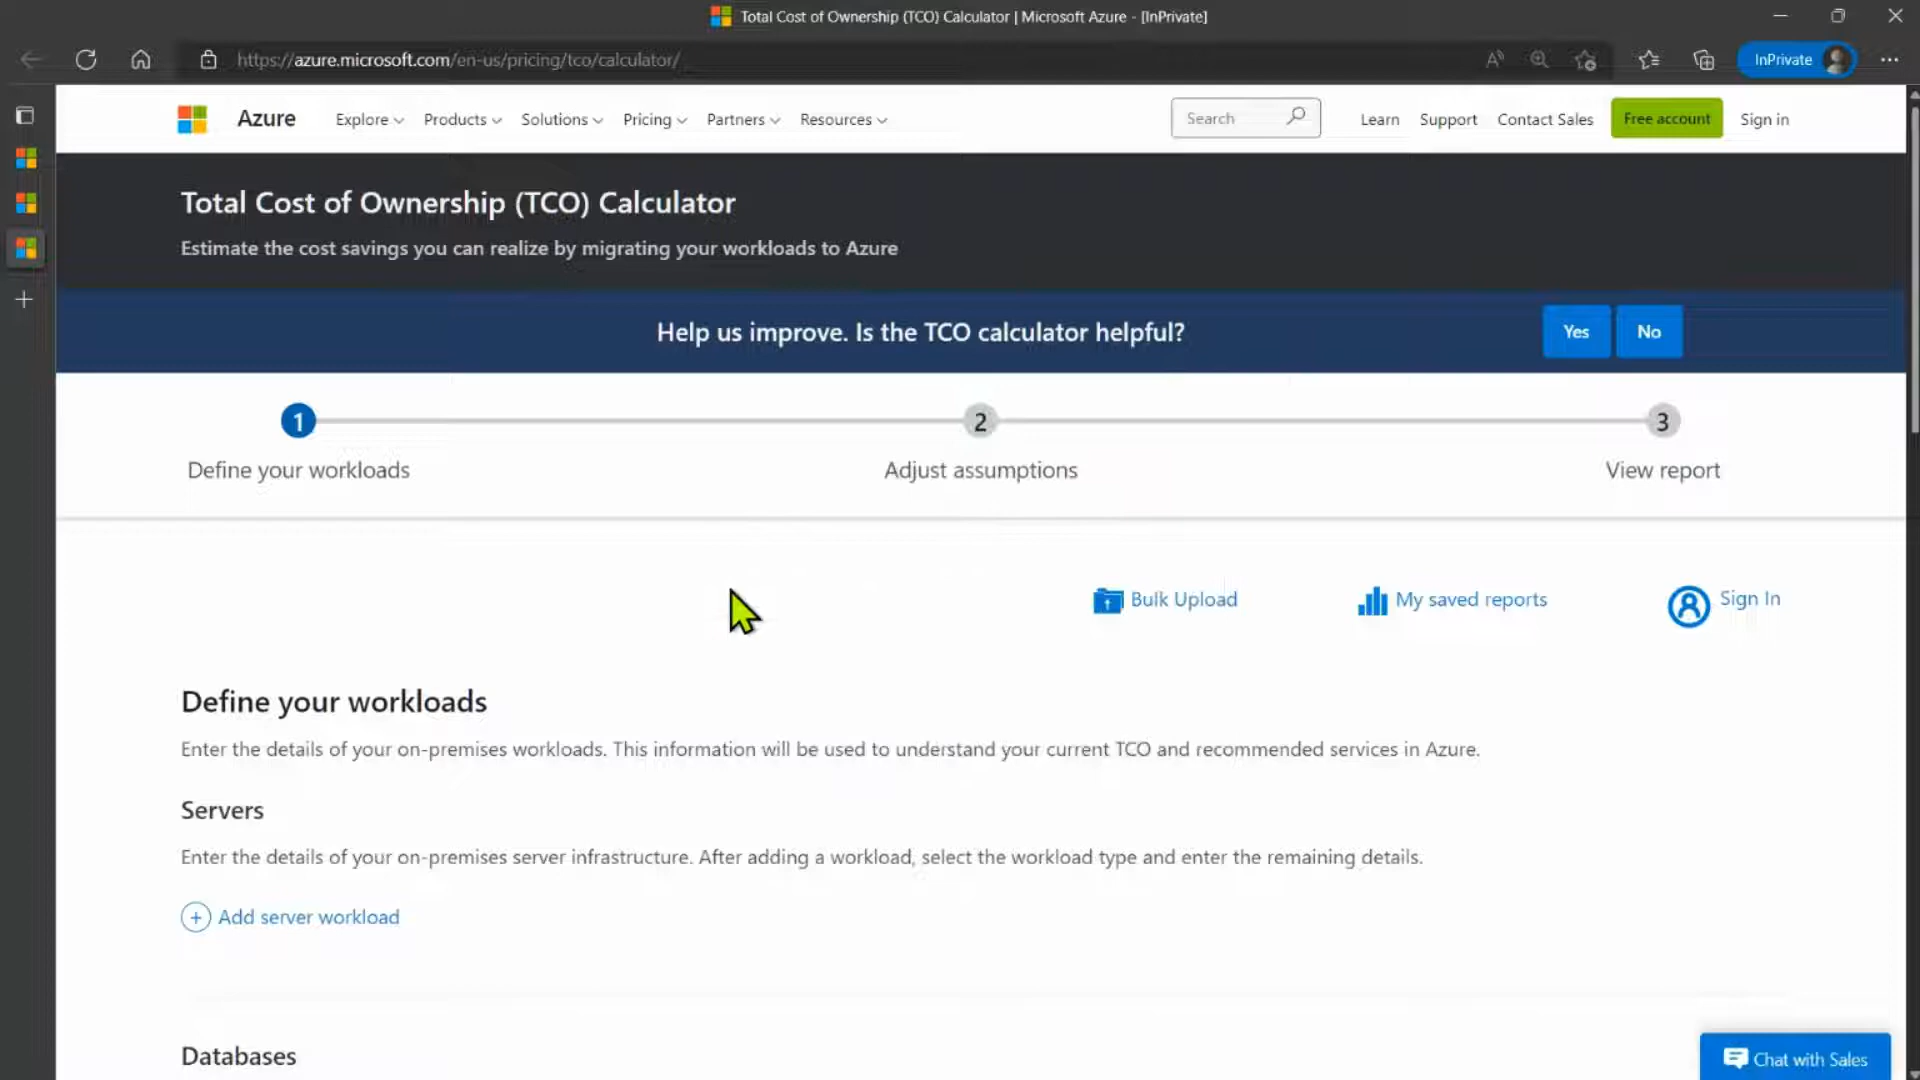 Total Cost of Ownership (TCO) Calculator | Microsoft Azure - [InPrivate]
https://azure.microsoft.com/en-us/pricing/tco/calculator/
InPrivate
Azure
Explore
Products
Solutions
Pricing
Partners
Resources
Search
Learn
Support
Contact Sales
Free account
Sign in
Total Cost of Ownership (TCO) Calculator
Estimate the cost savings you can realize by migrating your workloads to Azure
Help us improve. Is the TCO calculator helpful?
Yes
No
1
2
3
Define your workloads
Adjust assumptions
View report
Bulk Upload
My saved reports
Sign In
Define your workloads
Enter the details of your on-premises workloads. This information will be used to understand your current TCO and recommended services in Azure.
Servers
Enter the details of your on-premises server infrastructure. After adding a workload, select the workload type and enter the remaining details.
Add server workload
Databases
Chat with Sales